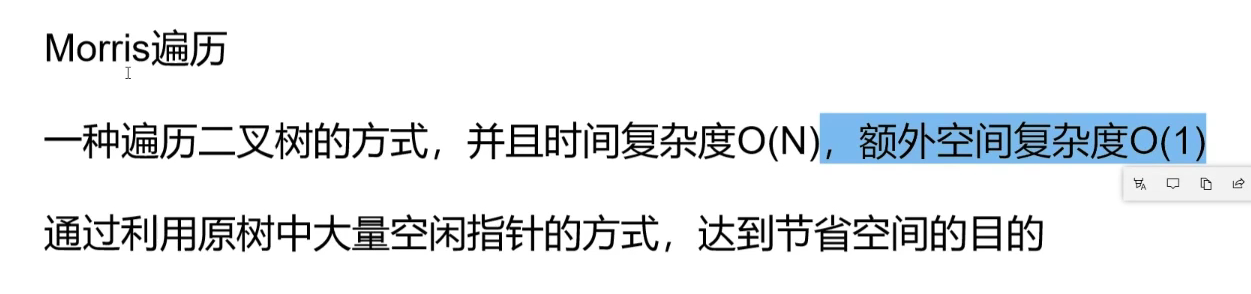 Morris遍历
一种遍历二叉树的方式，并且时间复杂度O(N)，额外空间复杂度O(1)
通过利用原树中大量空闲指针的方式，达到节省空间的目的